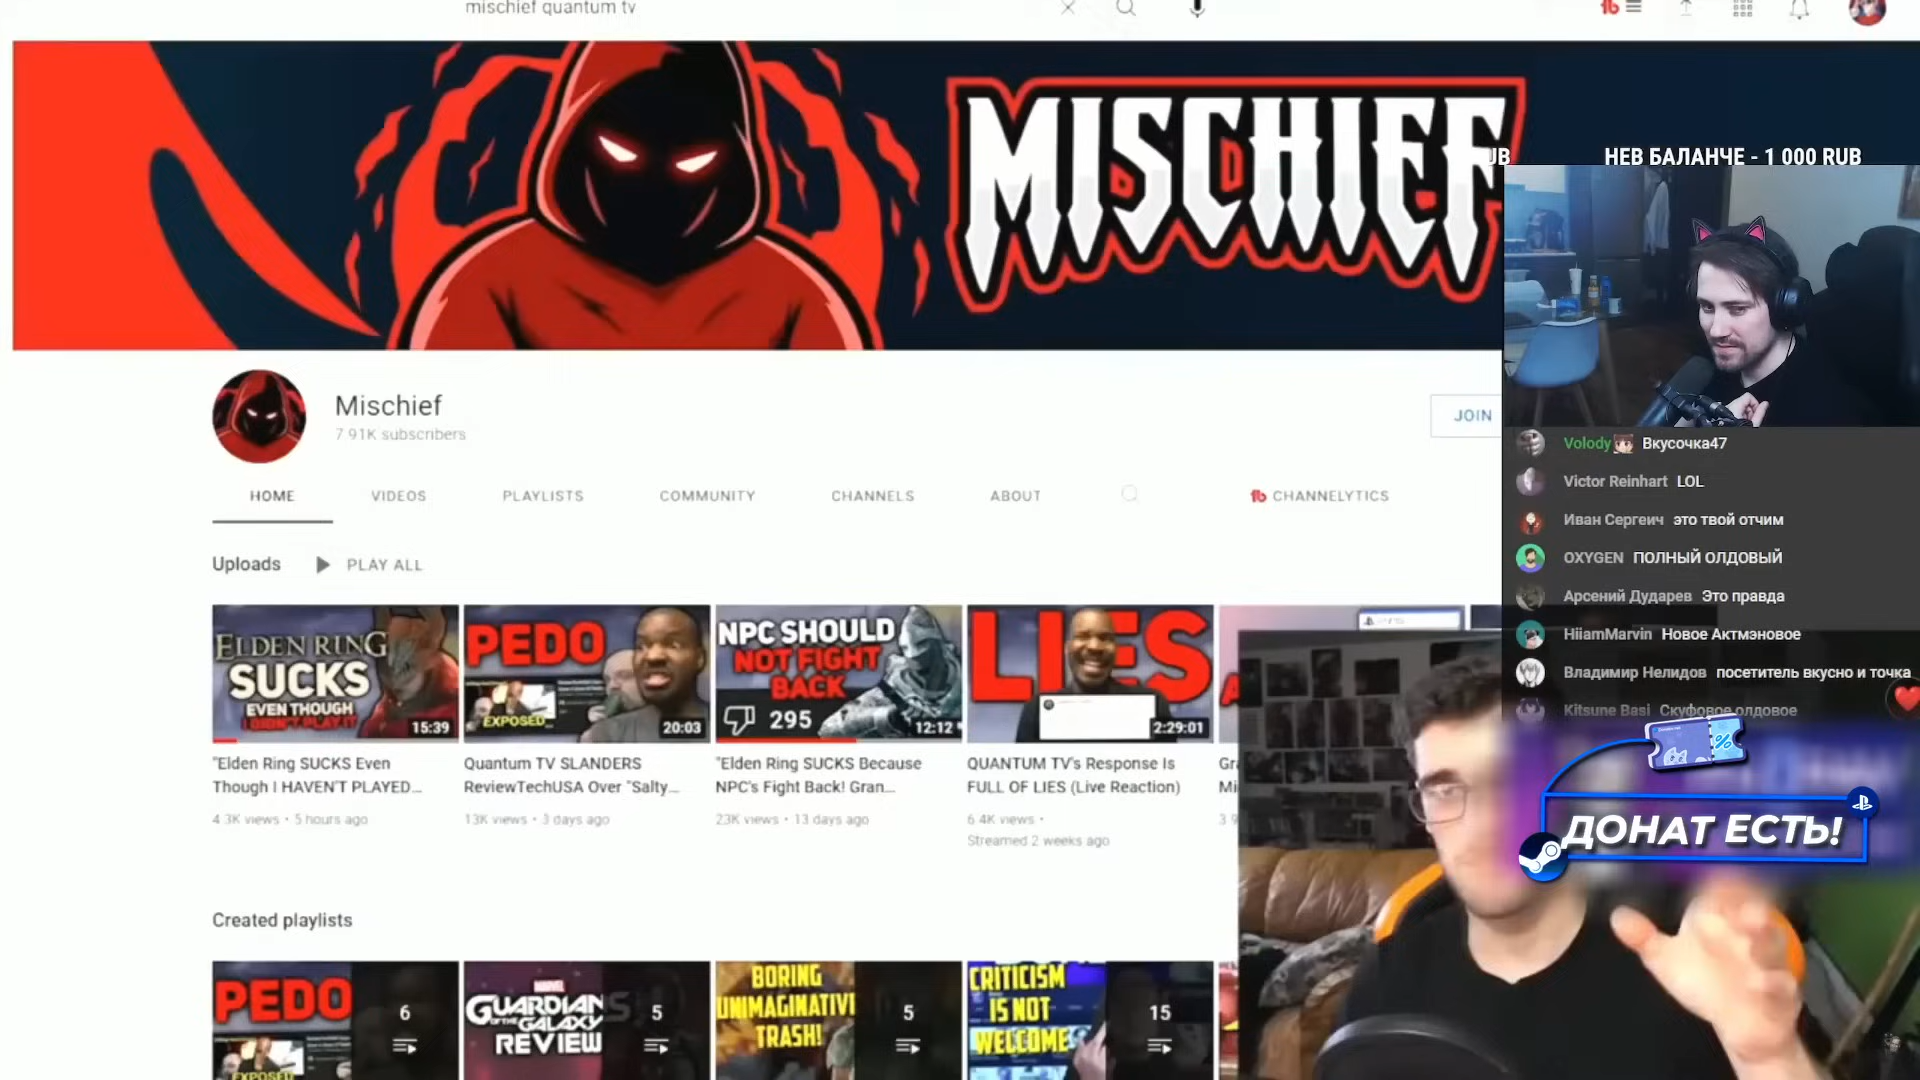 mischief quantum tv
MISCHIEF
UB
НЕВ БАЛАНЧЕ - 1 000 RUB
Mischief
7.91K subscribers
JOIN
HOME
VIDEOS
PLAYLISTS
COMMUNITY
CHANNELS
ABOUT
CHANNELYTICS
Uploads
PLAY ALL
ELDEN RING
SUCKS
EVEN THOUGH
I DIDN'T PLAY IT
15:39
PEDO
EXPOSED
20:03
NPC SHOULD
NOT FIGHT
BACK
295
12:12
LIES
2:29:01
"Elden Ring SUCKS Even
Though I HAVEN'T PLAYED...
4.3K views • 5 hours ago
Quantum TV SLANDERS
ReviewTechUSA Over "Salty...
13K views • 3 days ago
"Elden Ring SUCKS Because
NPC's Fight Back! Gran...
23K views • 13 days ago
QUANTUM TV's Response Is
FULL OF LIES (Live Reaction)
6.4K views •
Streamed 2 weeks ago
Volody Вкусочка47
Victor Reinhart LOL
Иван Сергеич это твой отчим
OXYGEN ПОЛНЫЙ ОЛДОВЫЙ
Арсений Дударев Это правда
HiiamMarvin Новое Актмэновое
Владимир Нелидов посетитель вкусно и точка
Kitsune Basi Скуфовое олдовое
ДОНАТ ЕСТЬ!
Created playlists
PEDO
EXPOSED
6
MARVEL
GUARDIANS
OF THE GALAXY
REVIEW
5
BORING
UNIMAGINATIVE
TRASH!
5
CRITICISM
IS NOT
WELCOME
15